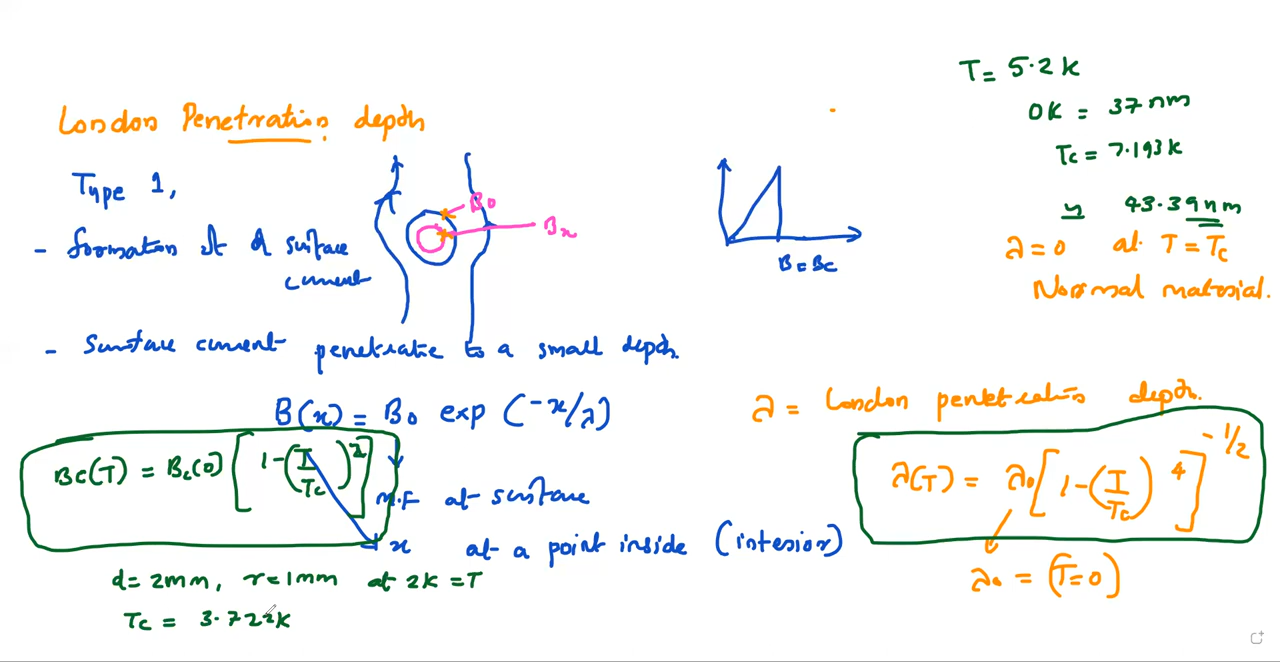 London Penetration depth
Type 1,
- formation of a surface current
B0
Bx
B = Bc
T = 5.2 K
0K = 37 nm
Tc = 7.193 K
43.39 nm
λ = 0 at T = Tc
Normal material.
- Surface current penetrate to a small depth.
B(x) = B0 exp (-x/λ)
λ = London penetration depth.
Bc(T) = Bc(0) [1-(T/Tc)^2]
M.F at surface
x at a point inside (interior)
λ(T) = λ0 [1-(T/Tc)^4]^-1/2
λ0 = (T=0)
d = 2mm, r = 1mm at 2K = T
Tc = 3.722K